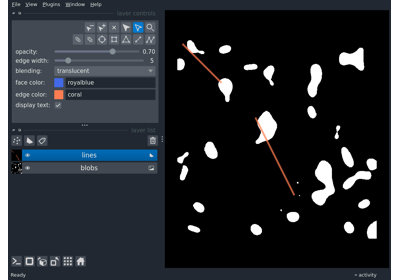 File View Plugins Window Help
layer controls
opacity: 0.70
edge width: 5
blending: translucent
face color: royalblue
edge color: coral
display text:
layer list
lines
blobs
Ready activity